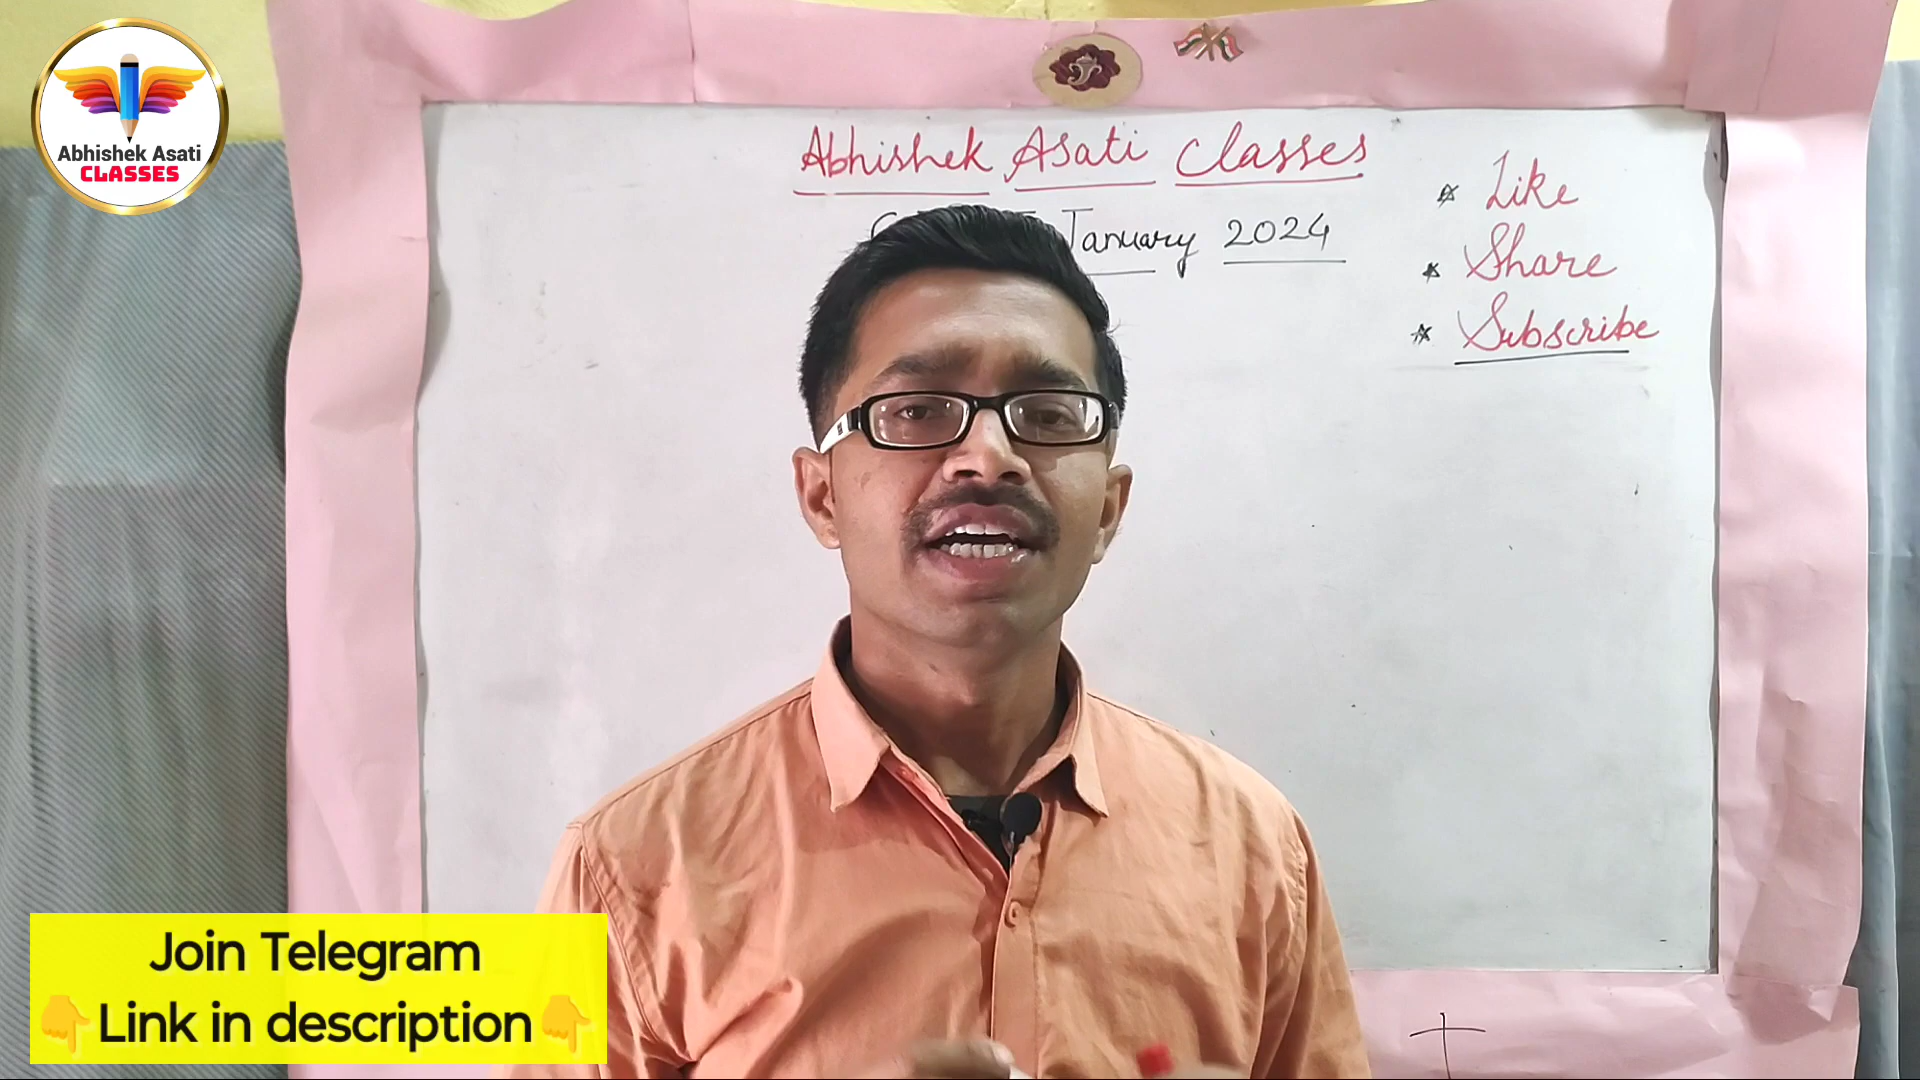 Abhishek Asati
CLASSES
Abhishek Asati Classes
January 2024
Like
Share
Subscribe
Join Telegram
👇Link in description👇